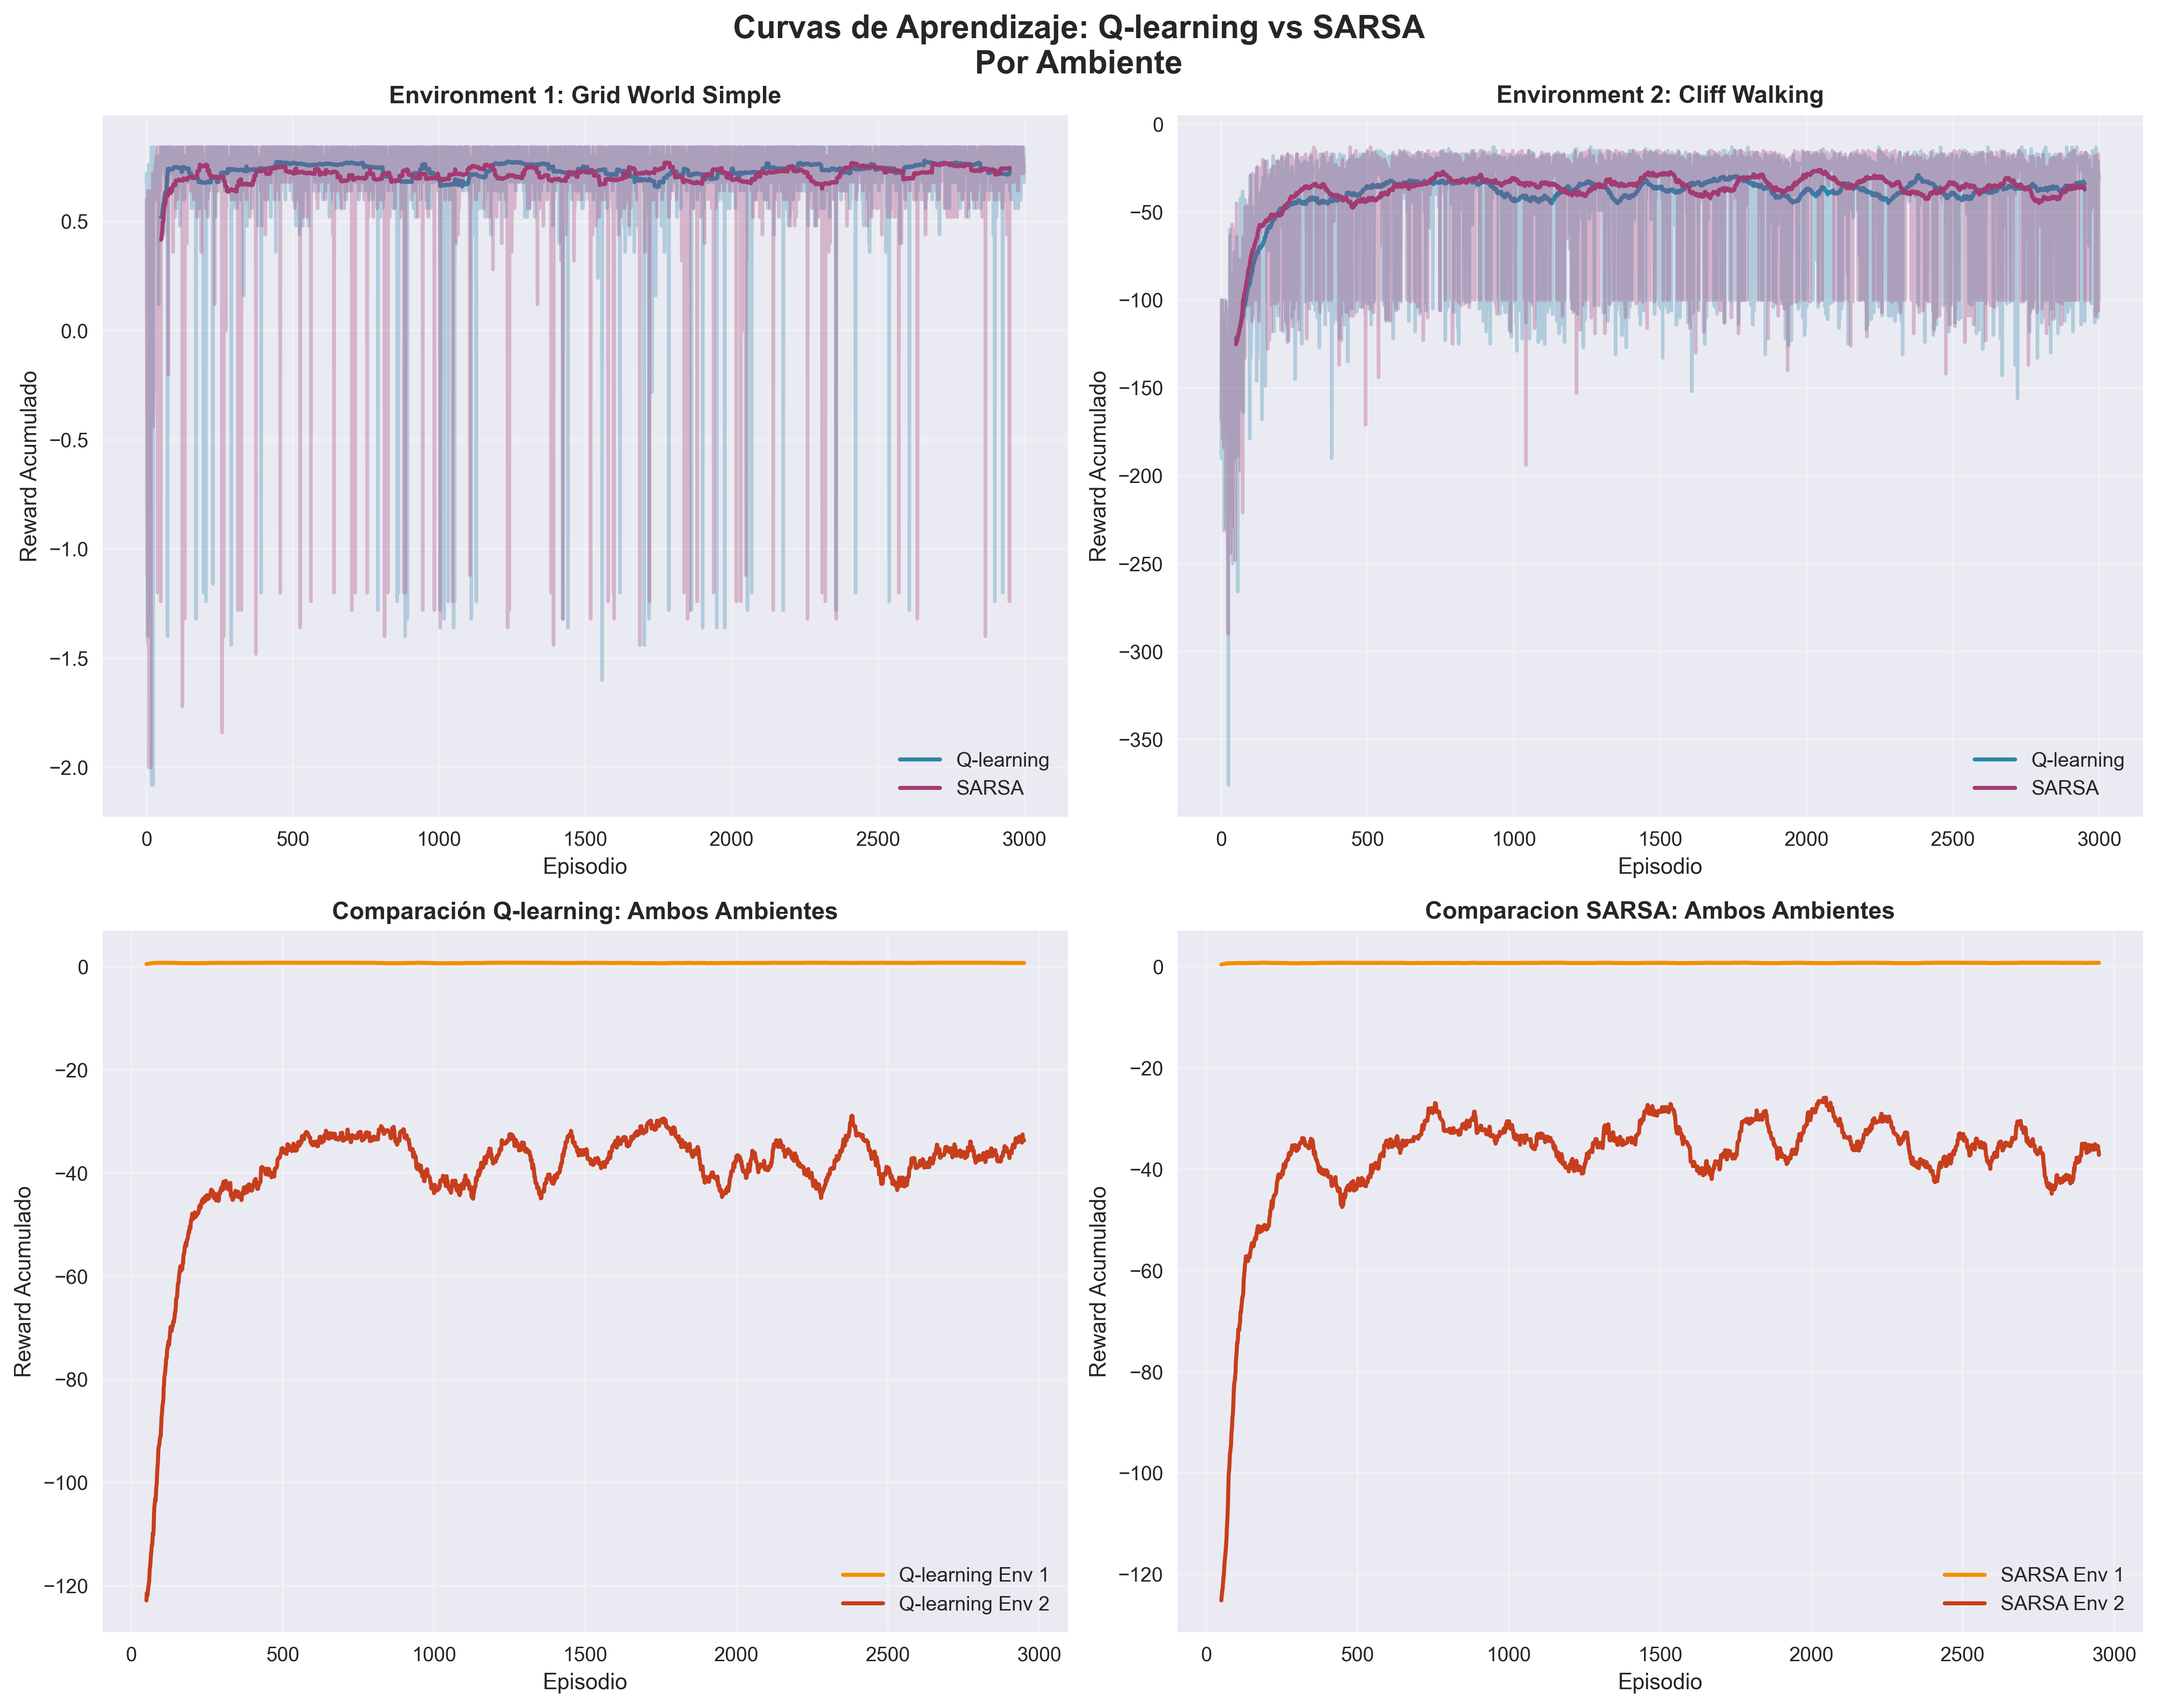 Curvas de Aprendizaje: Q-learning vs SARSA
Por Ambiente
Environment 1: Grid World Simple
0.5
0.0
−0.5
−1.0
−1.5
−2.0
Reward Acumulado
0
500
1000
1500
2000
2500
3000
Episodio
Q-learning
SARSA
Environment 2: Cliff Walking
0
−50
−100
−150
−200
−250
−300
−350
Reward Acumulado
0
500
1000
1500
2000
2500
3000
Episodio
Q-learning
SARSA
Comparación Q-learning: Ambos Ambientes
0
−20
−40
−60
−80
−100
−120
Reward Acumulado
0
500
1000
1500
2000
2500
3000
Episodio
Q-learning Env 1
Q-learning Env 2
Comparacion SARSA: Ambos Ambientes
0
−20
−40
−60
−80
−100
−120
Reward Acumulado
0
500
1000
1500
2000
2500
3000
Episodio
SARSA Env 1
SARSA Env 2